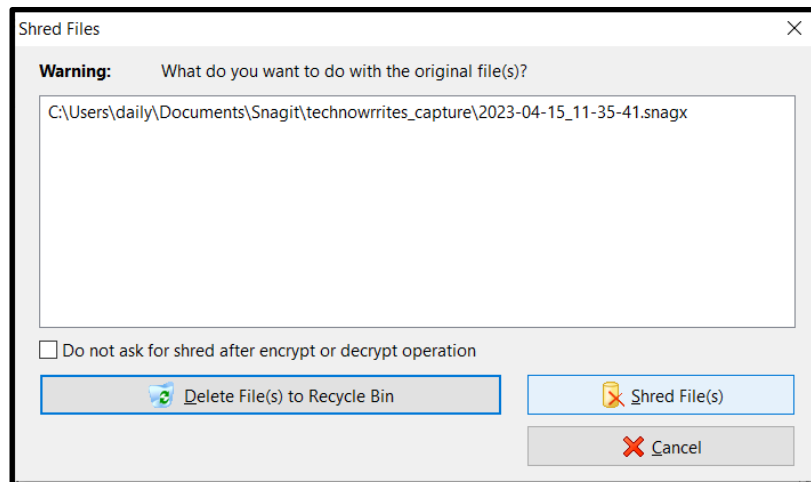 Shred Files
Warning: What do you want to do with the original file(s)?
C:\Users\daily\Documents\Snagit\technowrrites_capture\2023-04-15_11-35-41.snagx
Do not ask for shred after encrypt or decrypt operation
Delete File(s) to Recycle Bin Shred File(s)
Cancel